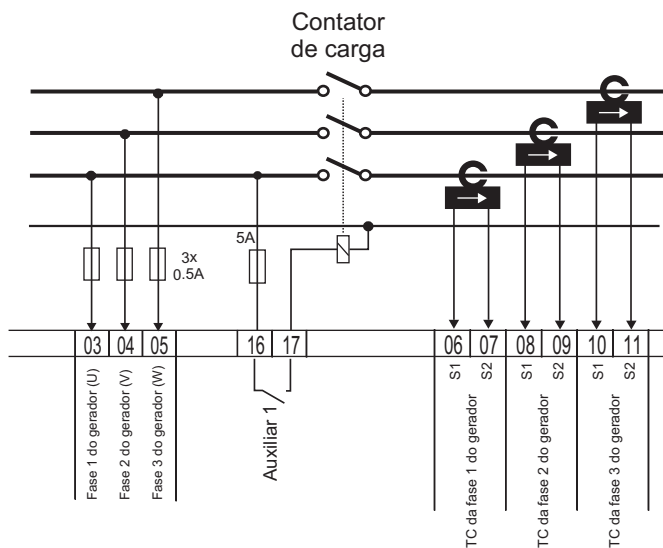 Contator
de carga
5A
3x
0.5A
03 04 05 16 17 06 07 08 09 10 11
Fase 1 do gerador (U)
Fase 2 do gerador (V)
Fase 3 do gerador (W)
Auxiliar 1
S1 S2 S1 S2 S1 S2
TC da fase 1 do gerador
TC da fase 2 do gerador
TC da fase 3 do gerador